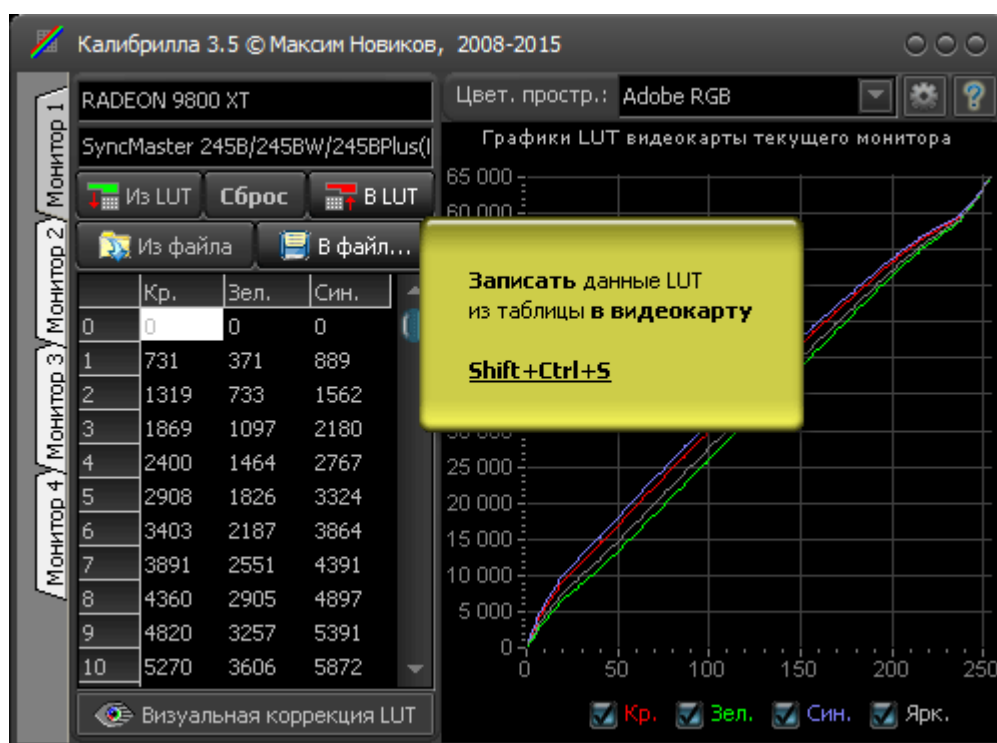 Калибрилла 3.5 © Максим Новиков, 2008-2015
Монитор 1
Монитор 2
Монитор 3
Монитор 4
RADEON 9800 XT
SyncMaster 245B/245BW/245BPlus(
Из LUT Сброс В LUT
Из файла В файл...
Кр. Зел. Син.
0 0 0 0
1 731 371 889
2 1319 733 1562
3 1869 1097 2180
4 2400 1464 2767
5 2908 1826 3324
6 3403 2187 3864
7 3891 2551 4391
8 4360 2905 4897
9 4820 3257 5391
10 5270 3606 5872
Визуальная коррекция LUT
Цвет. простр.: Adobe RGB
Графики LUT видеокарты текущего монитора
65 000
60 000
Записать данные LUT
из таблицы в видеокарту
Shift+Ctrl+S
30 000
25 000
20 000
15 000
10 000
5 000
0
0 50 100 150 200 250
Кр. Зел. Син. Ярк.